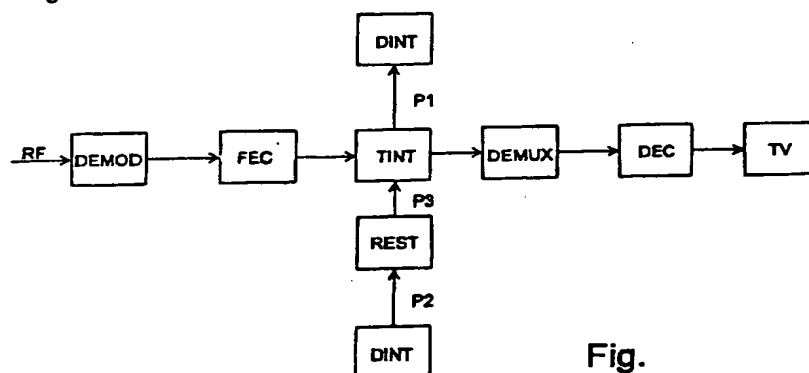 DINT
P1
RF
DEMOD
FEC
TINT
DEMUX
DEC
TV
P3
REST
P2
DINT
Fig.